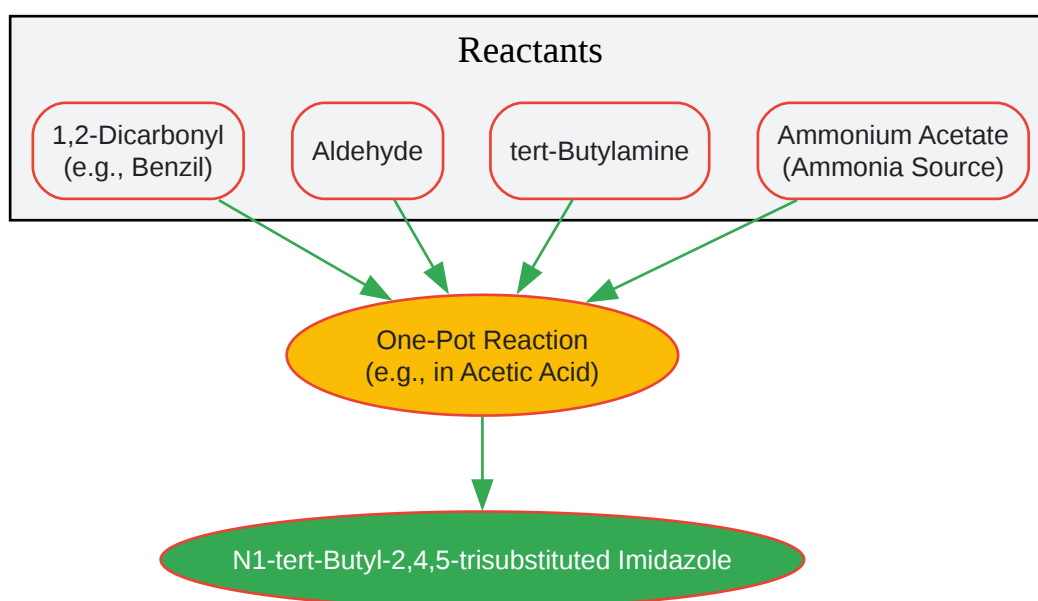 Reactants
1,2-Dicarbonyl
(e.g., Benzil)
Aldehyde
tert-Butylamine
Ammonium Acetate
(Ammonia Source)
One-Pot Reaction
(e.g., in Acetic Acid)
N1-tert-Butyl-2,4,5-trisubstituted Imidazole